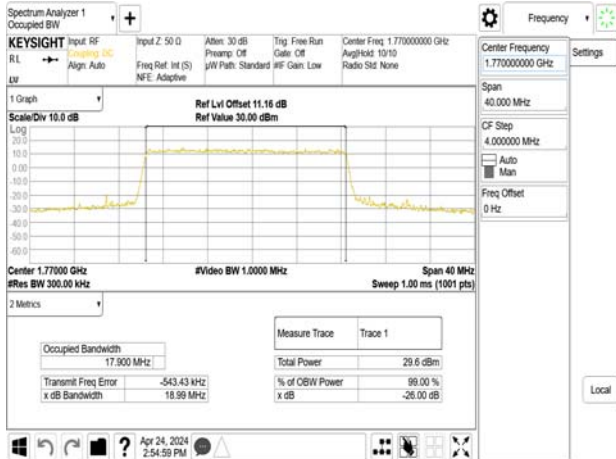 Spectrum Analyzer 1
Occupied BW
+
Frequency
KEYSIGHT Input: RF
Coupling: DC
Align: Auto
RL
LXI
Input Z: 50 Ω
Freq Ref: Int (S)
NFE: Adaptive
Atten: 30 dB
Preamp: Off
µW Path: Standard
Trig: Free Run
Gate: Off
#IF Gain: Low
Center Freq: 1.770000000 GHz
Avg|Hold: 10/10
Radio Std: None
Center Frequency
1.770000000 GHz
Settings
Span
40.000 MHz
CF Step
4.000000 MHz
Auto
Man
Freq Offset
0 Hz
Local
1 Graph
Scale/Div 10.0 dB
Ref Lvl Offset 11.16 dB
Ref Value 30.00 dBm
Log
20.0
10.0
0.00
-10.0
-20.0
-30.0
-40.0
-50.0
-60.0
Center 1.77000 GHz
#Res BW 300.00 kHz
#Video BW 1.0000 MHz
Span 40 MHz
Sweep 1.00 ms (1001 pts)
2 Metrics
Measure Trace Trace 1
Occupied Bandwidth
17.900 MHz
Total Power 29.6 dBm
Transmit Freq Error -543.43 kHz
% of OBW Power 99.00 %
x dB Bandwidth 18.99 MHz
x dB -26.00 dB
?
Apr 24, 2024
2:54:59 PM